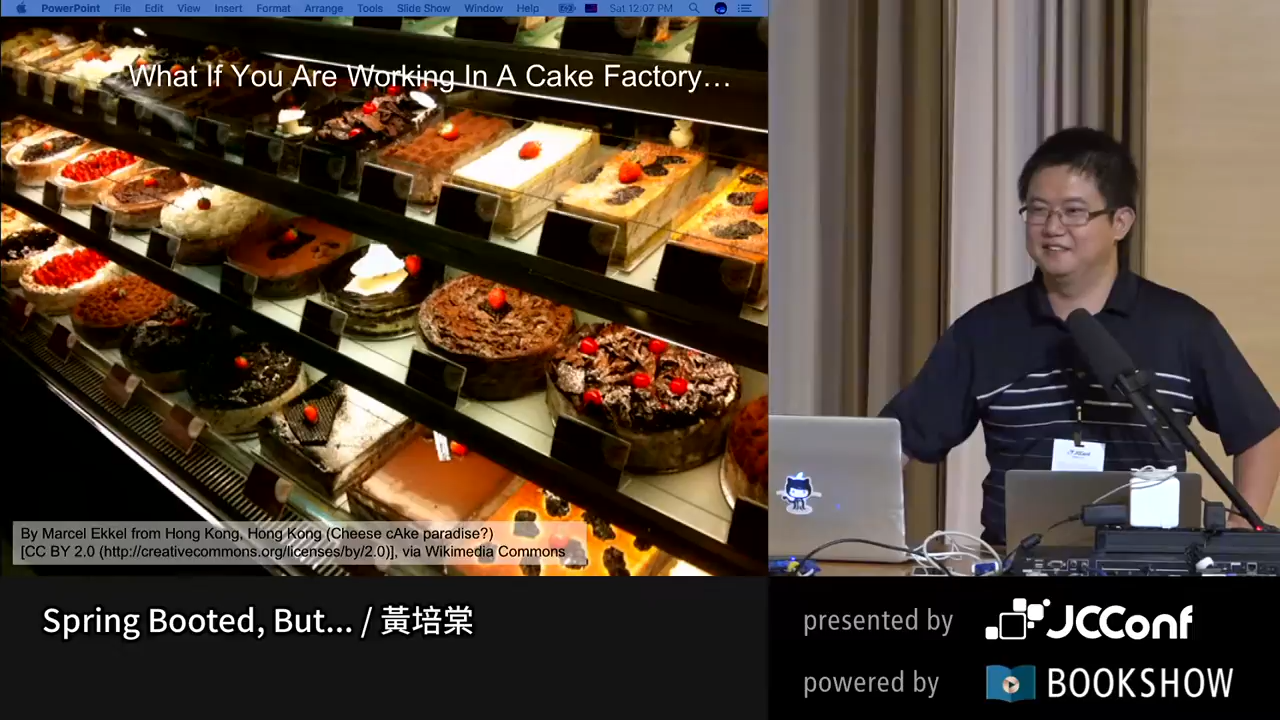 PowerPoint File Edit View Insert Format Arrange Tools Slide Show Window Help Sat 12:07 PM
What If You Are Working In A Cake Factory…
By Marcel Ekkel from Hong Kong, Hong Kong (Cheese cAke paradise?)
[CC BY 2.0 (http://creativecommons.org/licenses/by/2.0)], via Wikimedia Commons
JCConf
Spring Booted, But... / 黃培棠
presented by JCConf
powered by BOOKSHOW